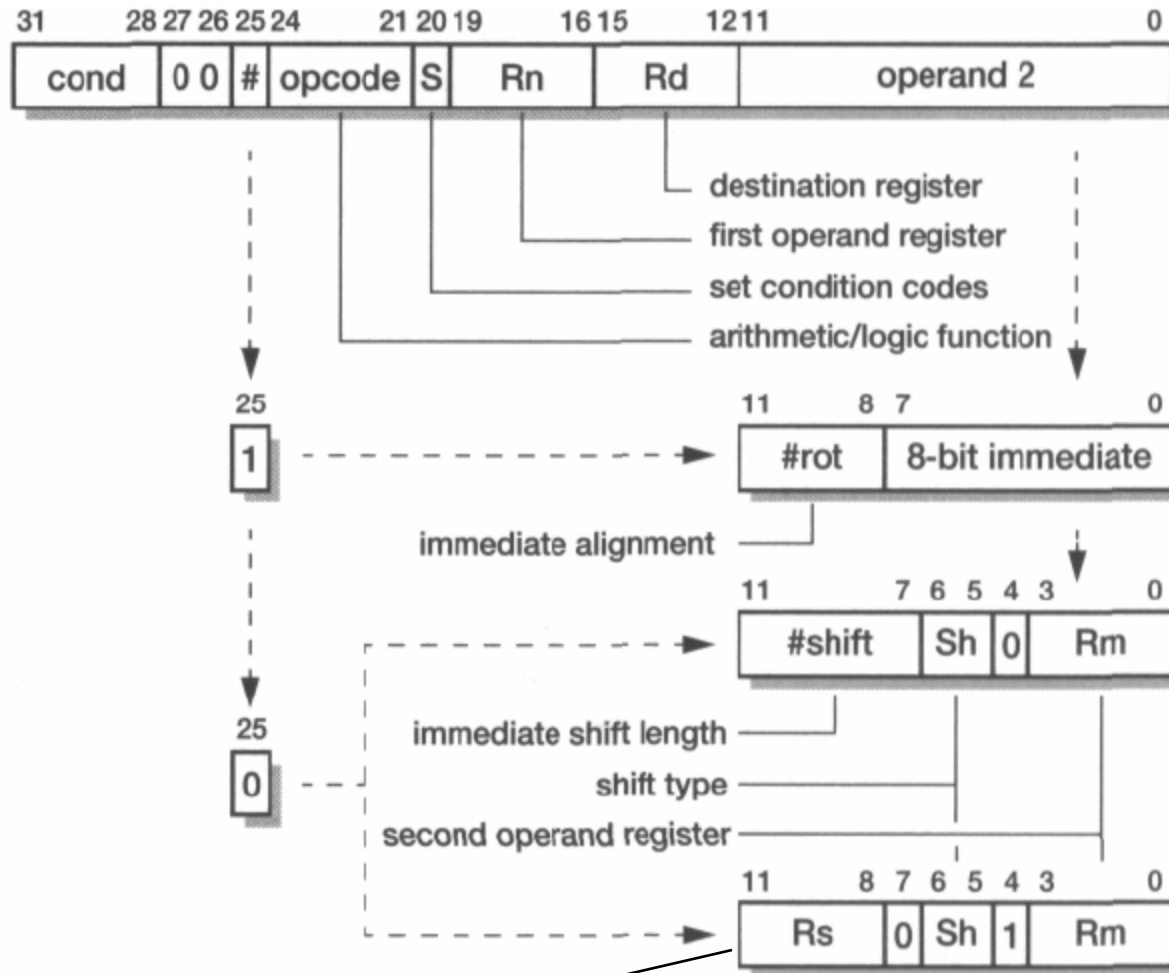 31 28 27 26 25 24 21 20 19 16 15 12 11 0
cond 0 0 # opcode S Rn Rd operand 2
destination register
first operand register
set condition codes
arithmetic/logic function
25 11 8 7 0
1 #rot 8-bit immediate
immediate alignment
11 7 6 5 4 3 0
#shift Sh 0 Rm
25
immediate shift length
0
shift type
second operand register
11 8 7 6 5 4 3 0
Rs 0 Sh 1 Rm